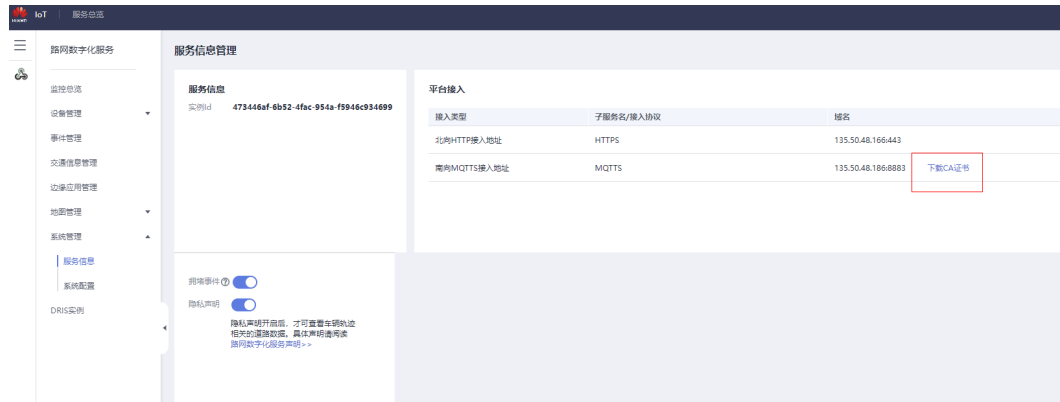 HUAWEI
IoT
服务总览
路网数字化服务
监控总览
设备管理
事件管理
交通信息管理
边缘应用管理
地图管理
系统管理
服务信息
系统配置
DRIS实例
服务信息管理
服务信息
实例Id 473446af-6b52-4fac-954a-f5946c934699
平台接入
接入类型 子服务名/接入协议 域名
北向HTTP接入地址 HTTPS 135.50.48.166:443
南向MQTTS接入地址 MQTTS 135.50.48.186:8883 下载CA证书
拥堵事件
隐私声明
隐私声明开启后，才可查看车辆轨迹
相关的道路数据。具体声明请阅读
路网数字化服务声明>>